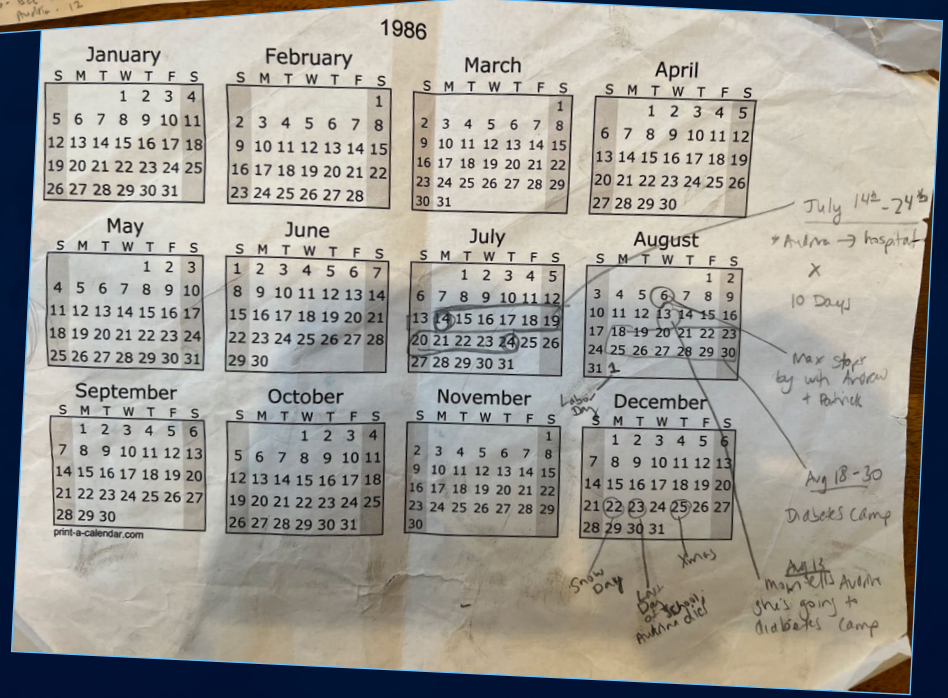 Audria. 12
1986
January February March April
S M T W T F S S M T W T F S S M T W T F S S M T W T F S
1 2 3 4 1 1 1 2 3 4 5
5 6 7 8 9 10 11 2 3 4 5 6 7 8 2 3 4 5 6 7 8 6 7 8 9 10 11 12
12 13 14 15 16 17 18 9 10 11 12 13 14 15 9 10 11 12 13 14 15 13 14 15 16 17 18 19
19 20 21 22 23 24 25 16 17 18 19 20 21 22 16 17 18 19 20 21 22 20 21 22 23 24 25 26
26 27 28 29 30 31 23 24 25 26 27 28 23 24 25 26 27 28 29 27 28 29 30
30 31
May June July August
S M T W T F S S M T W T F S S M T W T F S S M T W T F S
1 2 3 1 2 3 4 5 6 7 1 2 3 4 5 1 2
4 5 6 7 8 9 10 8 9 10 11 12 13 14 6 7 8 9 10 11 12 3 4 5 6 7 8 9
11 12 13 14 15 16 17 15 16 17 18 19 20 21 13 14 15 16 17 18 19 10 11 12 13 14 15 16
18 19 20 21 22 23 24 22 23 24 25 26 27 28 20 21 22 23 24 25 26 17 18 19 20 21 22 23
25 26 27 28 29 30 31 29 30 27 28 29 30 31 24 25 26 27 28 29 30
31 1
Labor
Day
September October November December
S M T W T F S S M T W T F S S M T W T F S S M T W T F S
1 2 3 4 5 6 1 2 3 4 1 1 2 3 4 5 6
7 8 9 10 11 12 13 5 6 7 8 9 10 11 2 3 4 5 6 7 8 7 8 9 10 11 12 13
14 15 16 17 18 19 20 12 13 14 15 16 17 18 9 10 11 12 13 14 15 14 15 16 17 18 19 20
21 22 23 24 25 26 27 19 20 21 22 23 24 25 16 17 18 19 20 21 22 21 22 23 24 25 26 27
28 29 30 26 27 28 29 30 31 23 24 25 26 27 28 29 28 29 30 31
30
print-a-calendar.com
Snow
Day
Last
Day
of School/
Audrina died
Xmas
July 14th-24th
* Audrina → hospital
X
10 Days
Max stops
by with Andrew
+ Patrick
Aug 18-30
Diabetes Camp
Aug 13
Mom tells Audrina
she's going to
diabetes camp